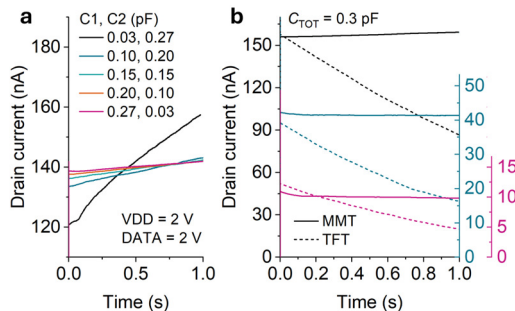 a
C1, C2 (pF)
0.03, 0.27
0.10, 0.20
0.15, 0.15
0.20, 0.10
0.27, 0.03
VDD = 2 V
DATA = 2 V
Drain current (nA)
180
160
140
120
0.0
0.5
1.0
Time (s)
b
C_TOT = 0.3 pF
MMT
TFT
Drain current (nA)
150
120
90
60
30
0
0.0
0.2
0.4
0.6
0.8
1.0
Time (s)
50
40
30
20
10
0
15
10
5
0